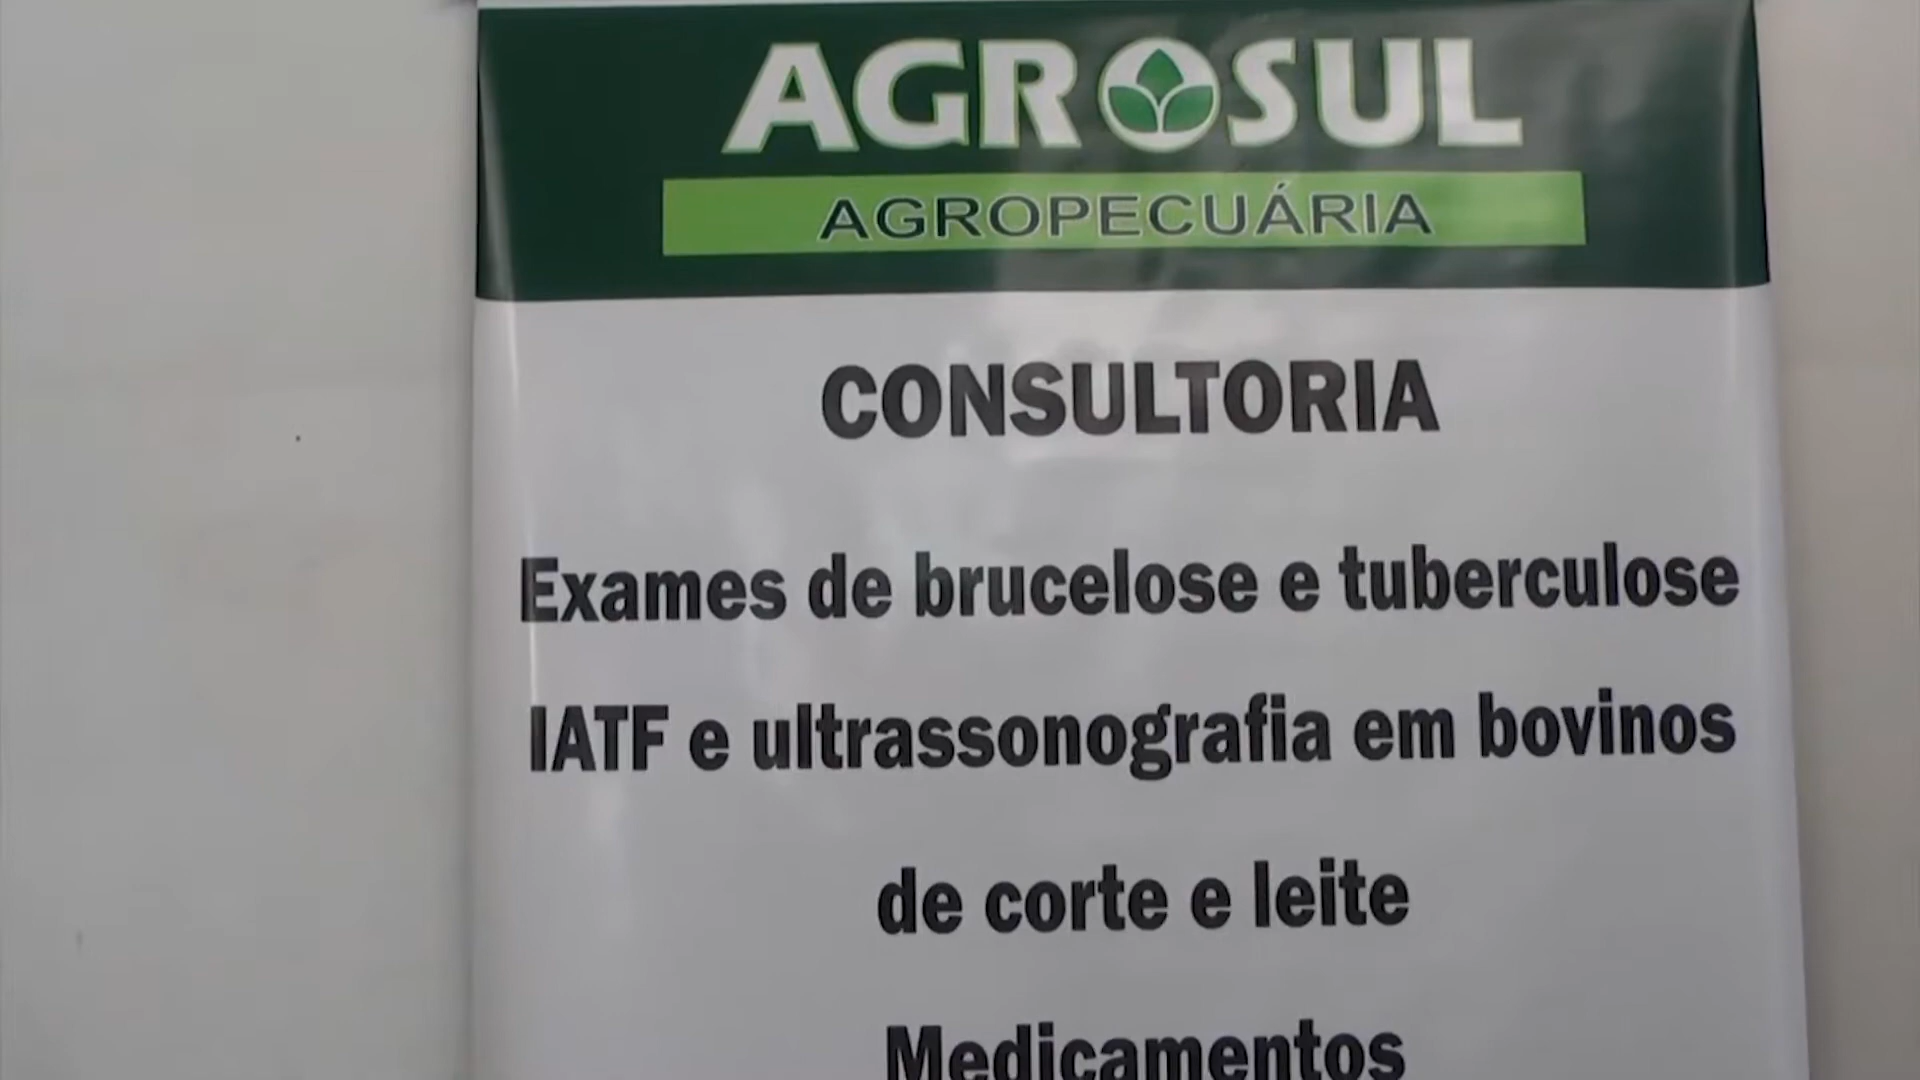 AGROSUL
AGROPECUÁRIA
CONSULTORIA
Exames de brucelose e tuberculose
IATF e ultrassonografia em bovinos
de corte e leite
Medicamentos